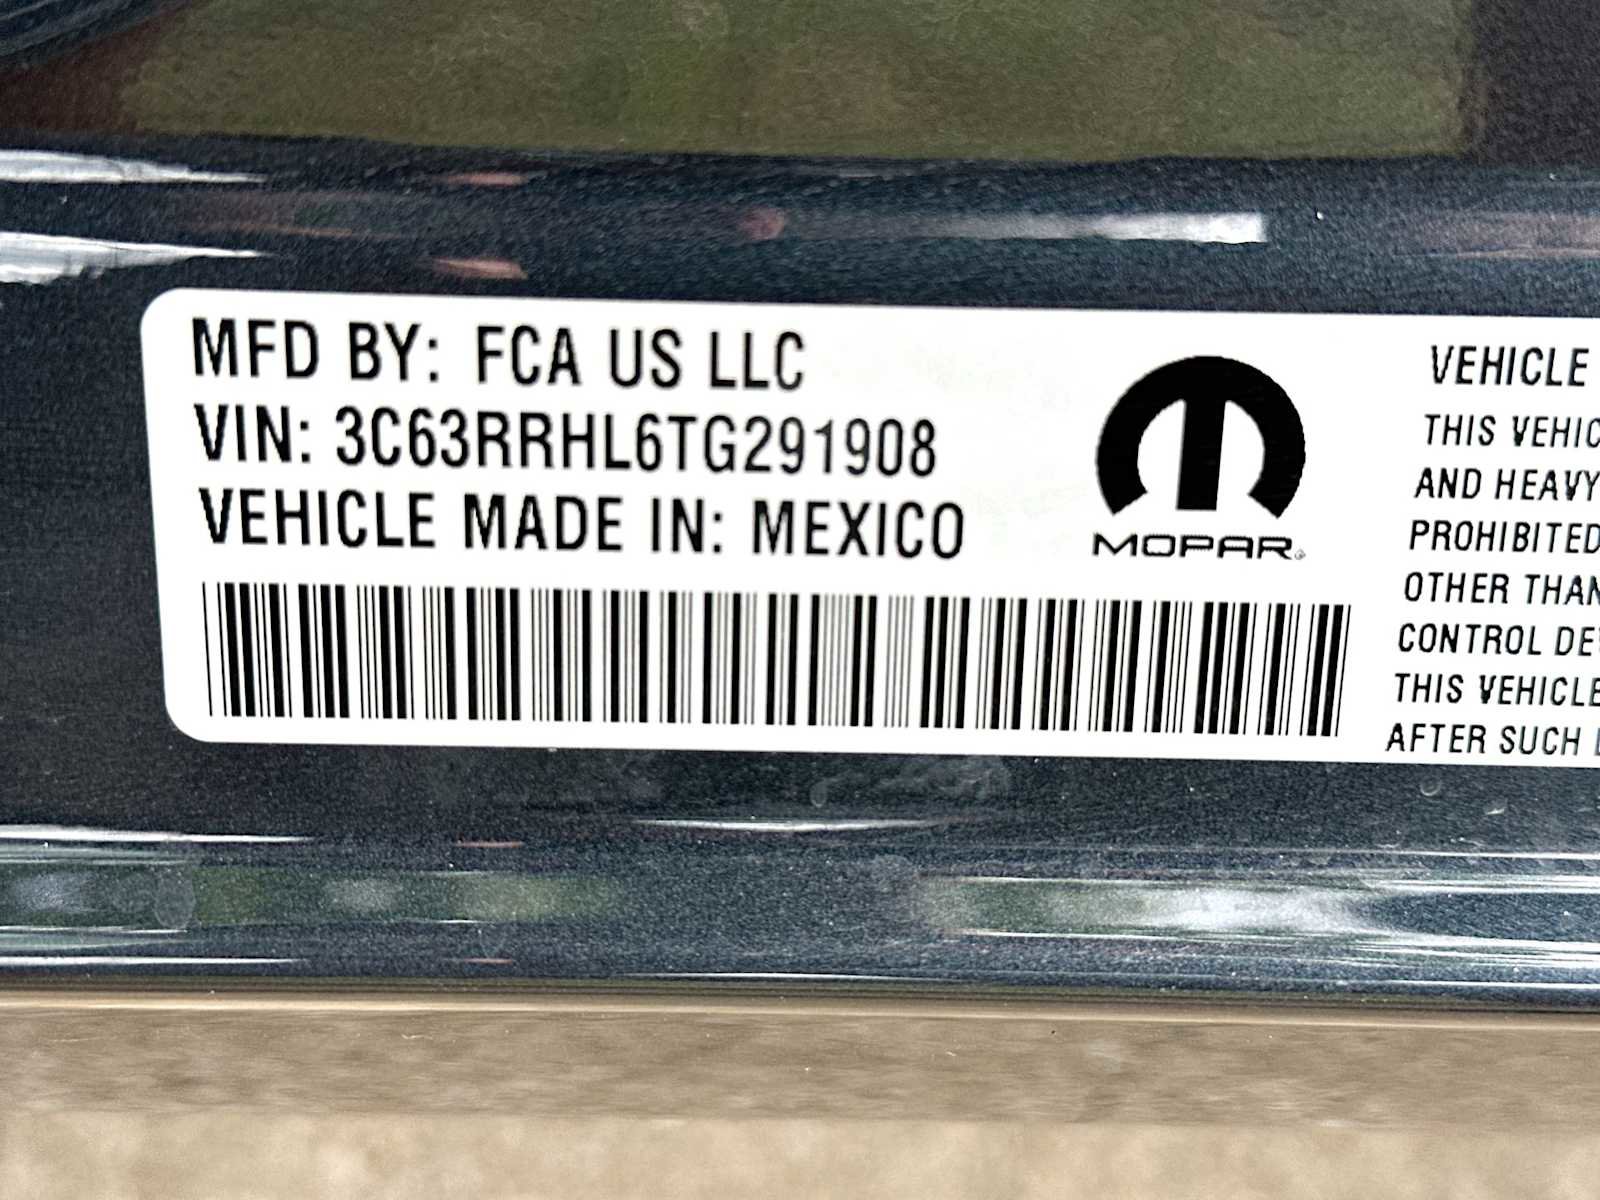 MFD BY: FCA US LLC
VIN: 3C63RRHL6TG291908
VEHICLE MADE IN: MEXICO
MOPAR®
VEHICLE
THIS VEHIC
AND HEAVY
PROHIBITED
OTHER THAN
CONTROL DE
THIS VEHICLE
AFTER SUCH